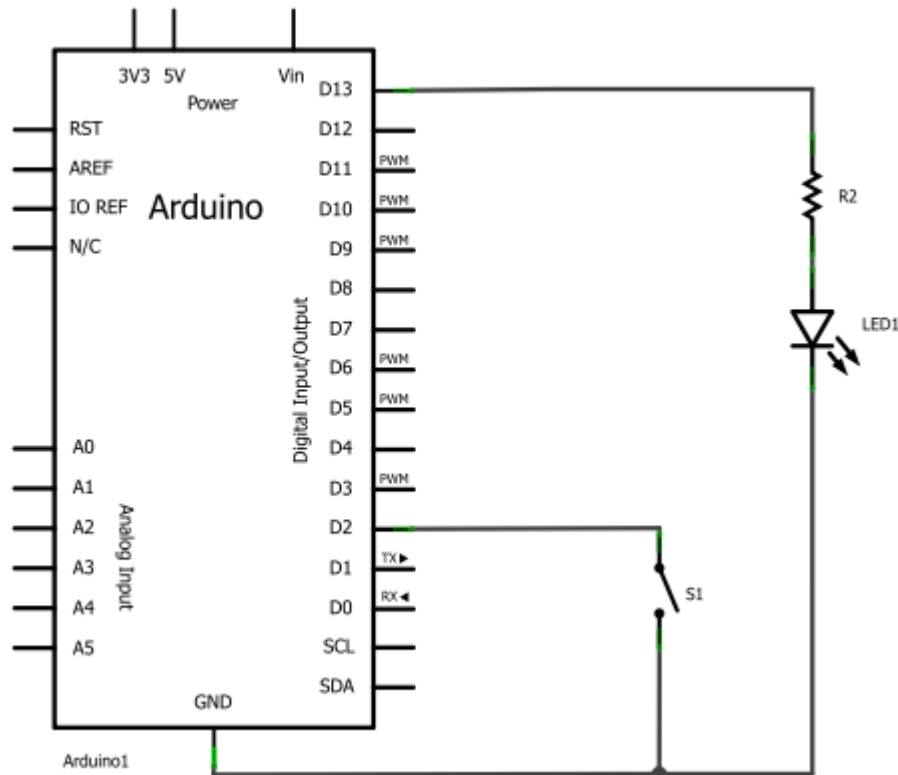 3V3 5V Vin
Power
D13
RST
D12
AREF
D11 PWM
IO REF
Arduino
D10 PWM
R2
N/C
D9 PWM
D8
Digital Input/Output
D7
LED1
D6 PWM
D5 PWM
A0
D4
A1
D3 PWM
Analog Input
A2
D2
A3
D1 TX▶
A4
D0 RX◀
S1
A5
SCL
SDA
GND
Arduino1